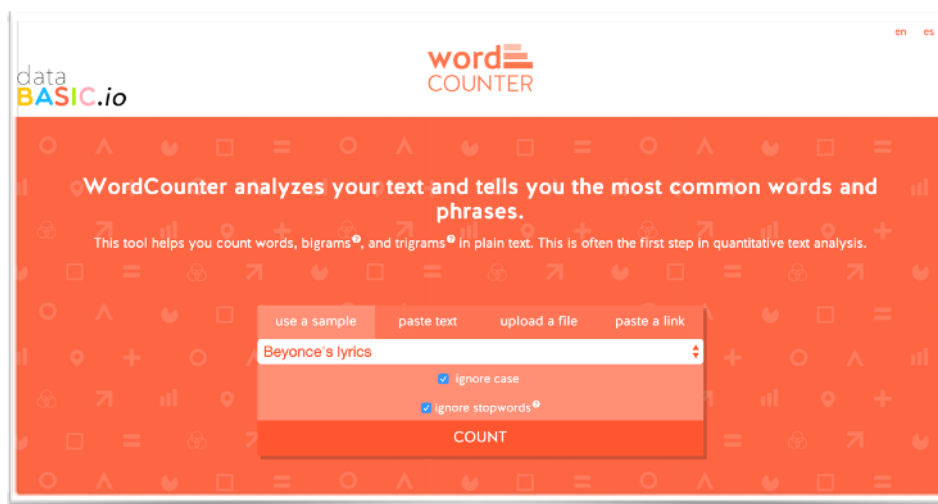 en es
data
BASIC.io
word
COUNTER
WordCounter analyzes your text and tells you the most common words and
phrases.
This tool helps you count words, bigrams?, and trigrams? in plain text. This is often the first step in quantitative text analysis.
use a sample paste text upload a file paste a link
Beyonce's lyrics
ignore case
ignore stopwords?
COUNT